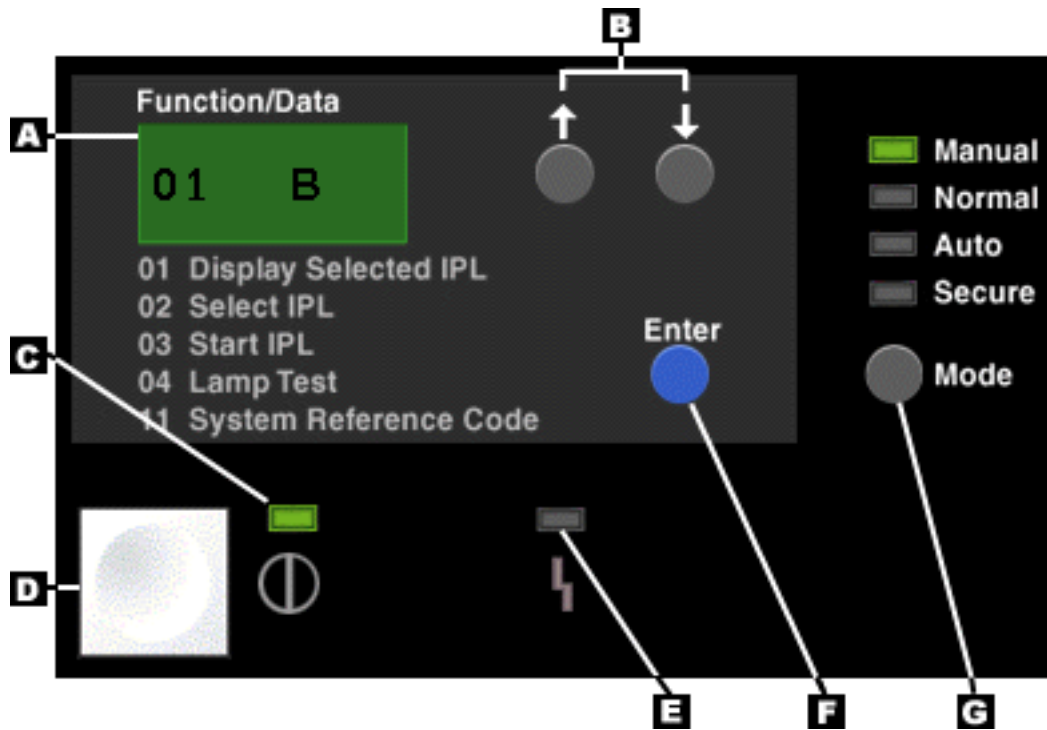 B
Function/Data
A
01 B
Manual
Normal
Auto
Secure
01 Display Selected IPL
02 Select IPL
03 Start IPL
04 Lamp Test
11 System Reference Code
Enter
C
Mode
D
E
F
G